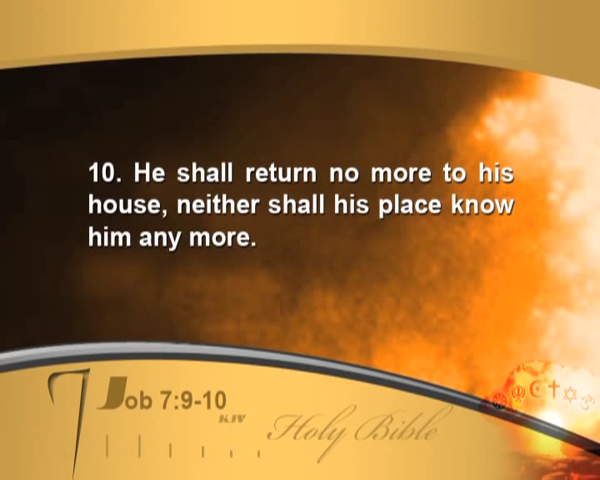 10. He shall return no more to his
house, neither shall his place know
him any more.
Job 7:9-10
KJV
Holy Bible